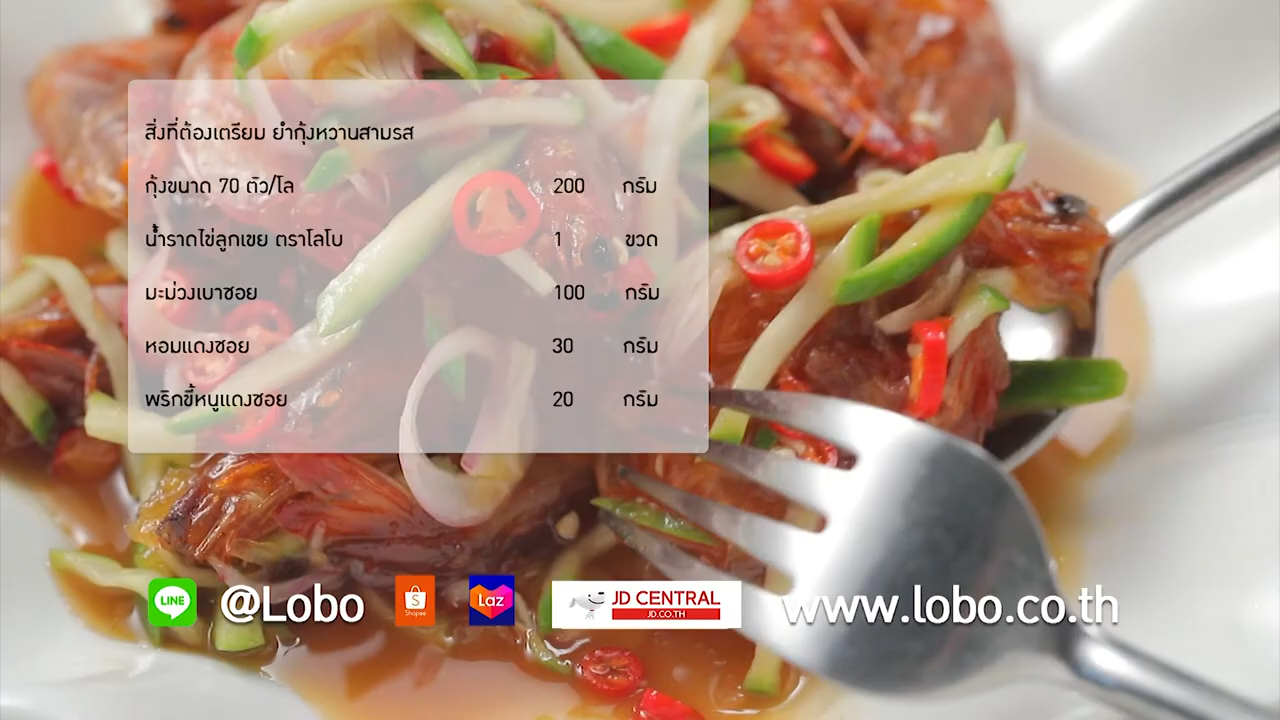 สิ่งที่ต้องเตรียม ยำกุ้งหวานสามรส
กุ้งขนาด 70 ตัว/โล 200 กรัม
น้ำราดไข่ลูกเขย ตราโลโบ 1 ขวด
มะม่วงเบาซอย 100 กรัม
หอมแดงซอย 30 กรัม
พริกขี้หนูแดงซอย 20 กรัม
LINE @Lobo Shopee Laz JD CENTRAL www.lobo.co.th
JD.CO.TH